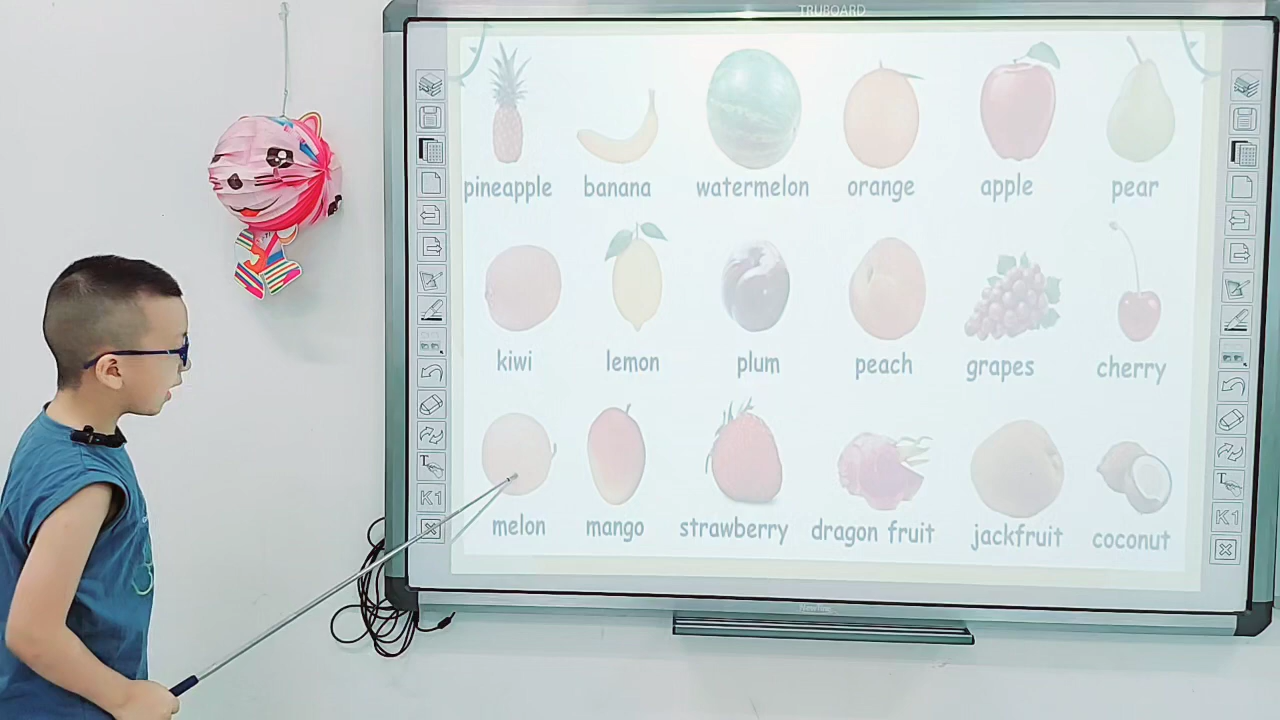 TRUBOARD
pineapple banana watermelon orange apple pear
kiwi lemon plum peach grapes cherry
melon mango strawberry dragon fruit jackfruit coconut
K1
K1